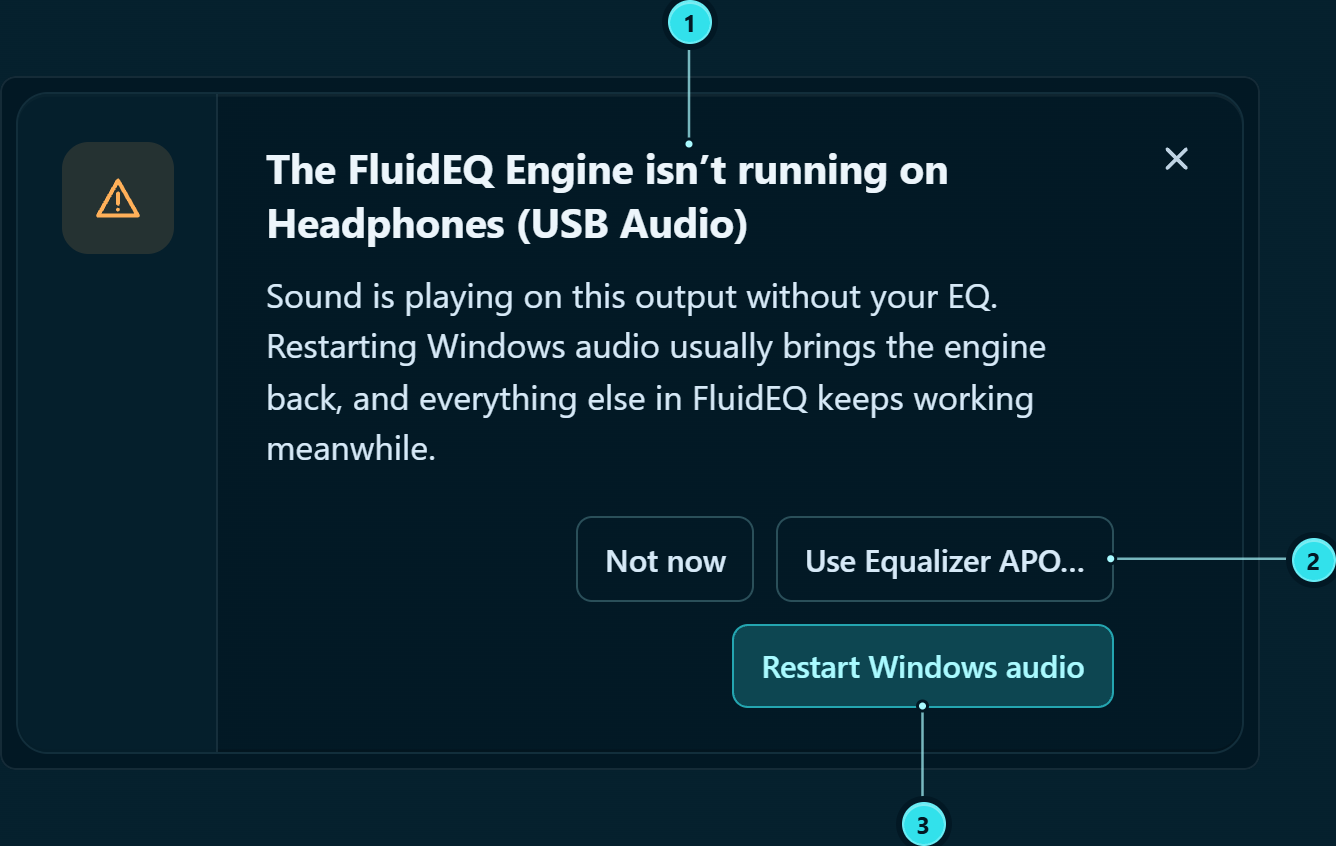 1
The FluidEQ Engine isn’t running on
Headphones (USB Audio)
Sound is playing on this output without your EQ.
Restarting Windows audio usually brings the engine
back, and everything else in FluidEQ keeps working
meanwhile.
Not now
Use Equalizer APO...
2
Restart Windows audio
3